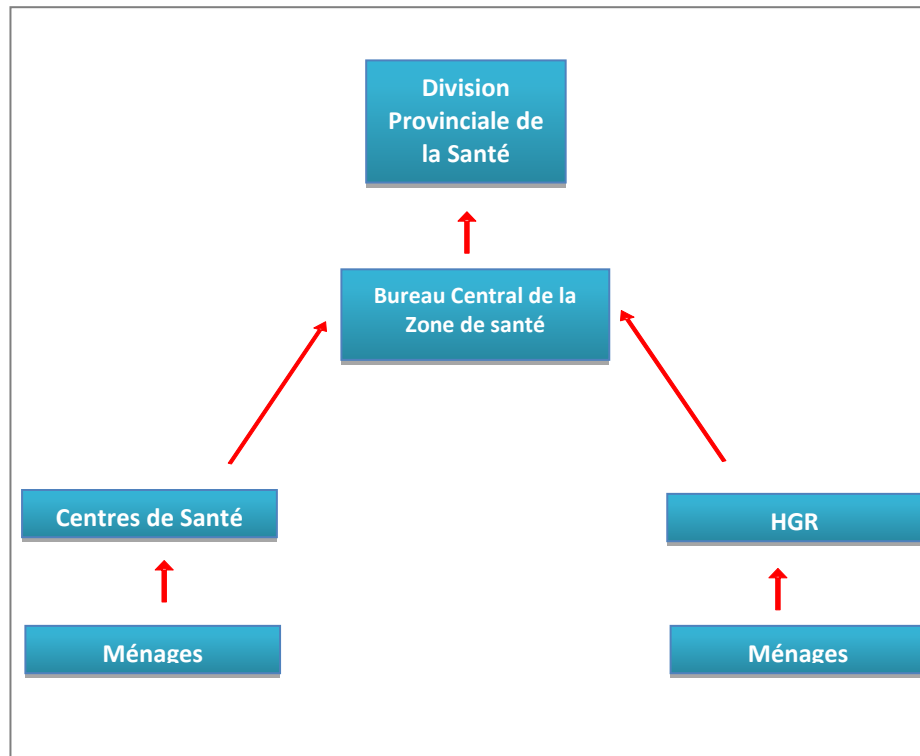 Division
Provinciale de
la Santé
Bureau Central de la
Zone de santé
Centres de Santé
HGR
Ménages
Ménages